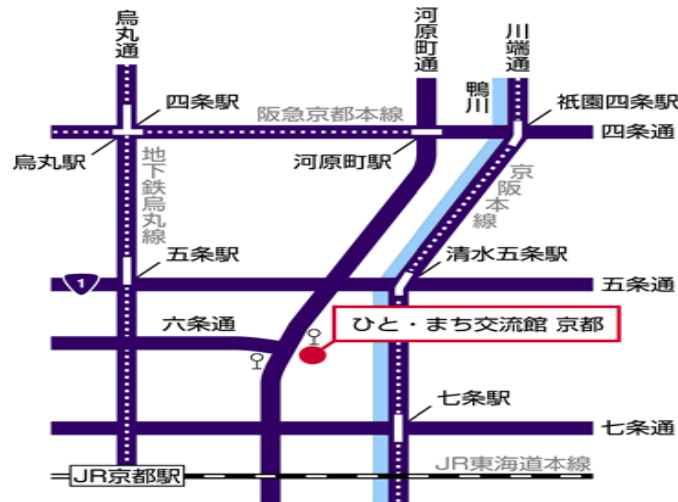 烏丸通
河原町通
川端通
鴨川
四条駅
阪急京都本線
祇園四条駅
四条通
烏丸駅
河原町駅
地下鉄烏丸線
京阪本線
五条駅
清水五条駅
1
五条通
六条通
ひと・まち交流館 京都
七条駅
七条通
JR京都駅
JR東海道本線